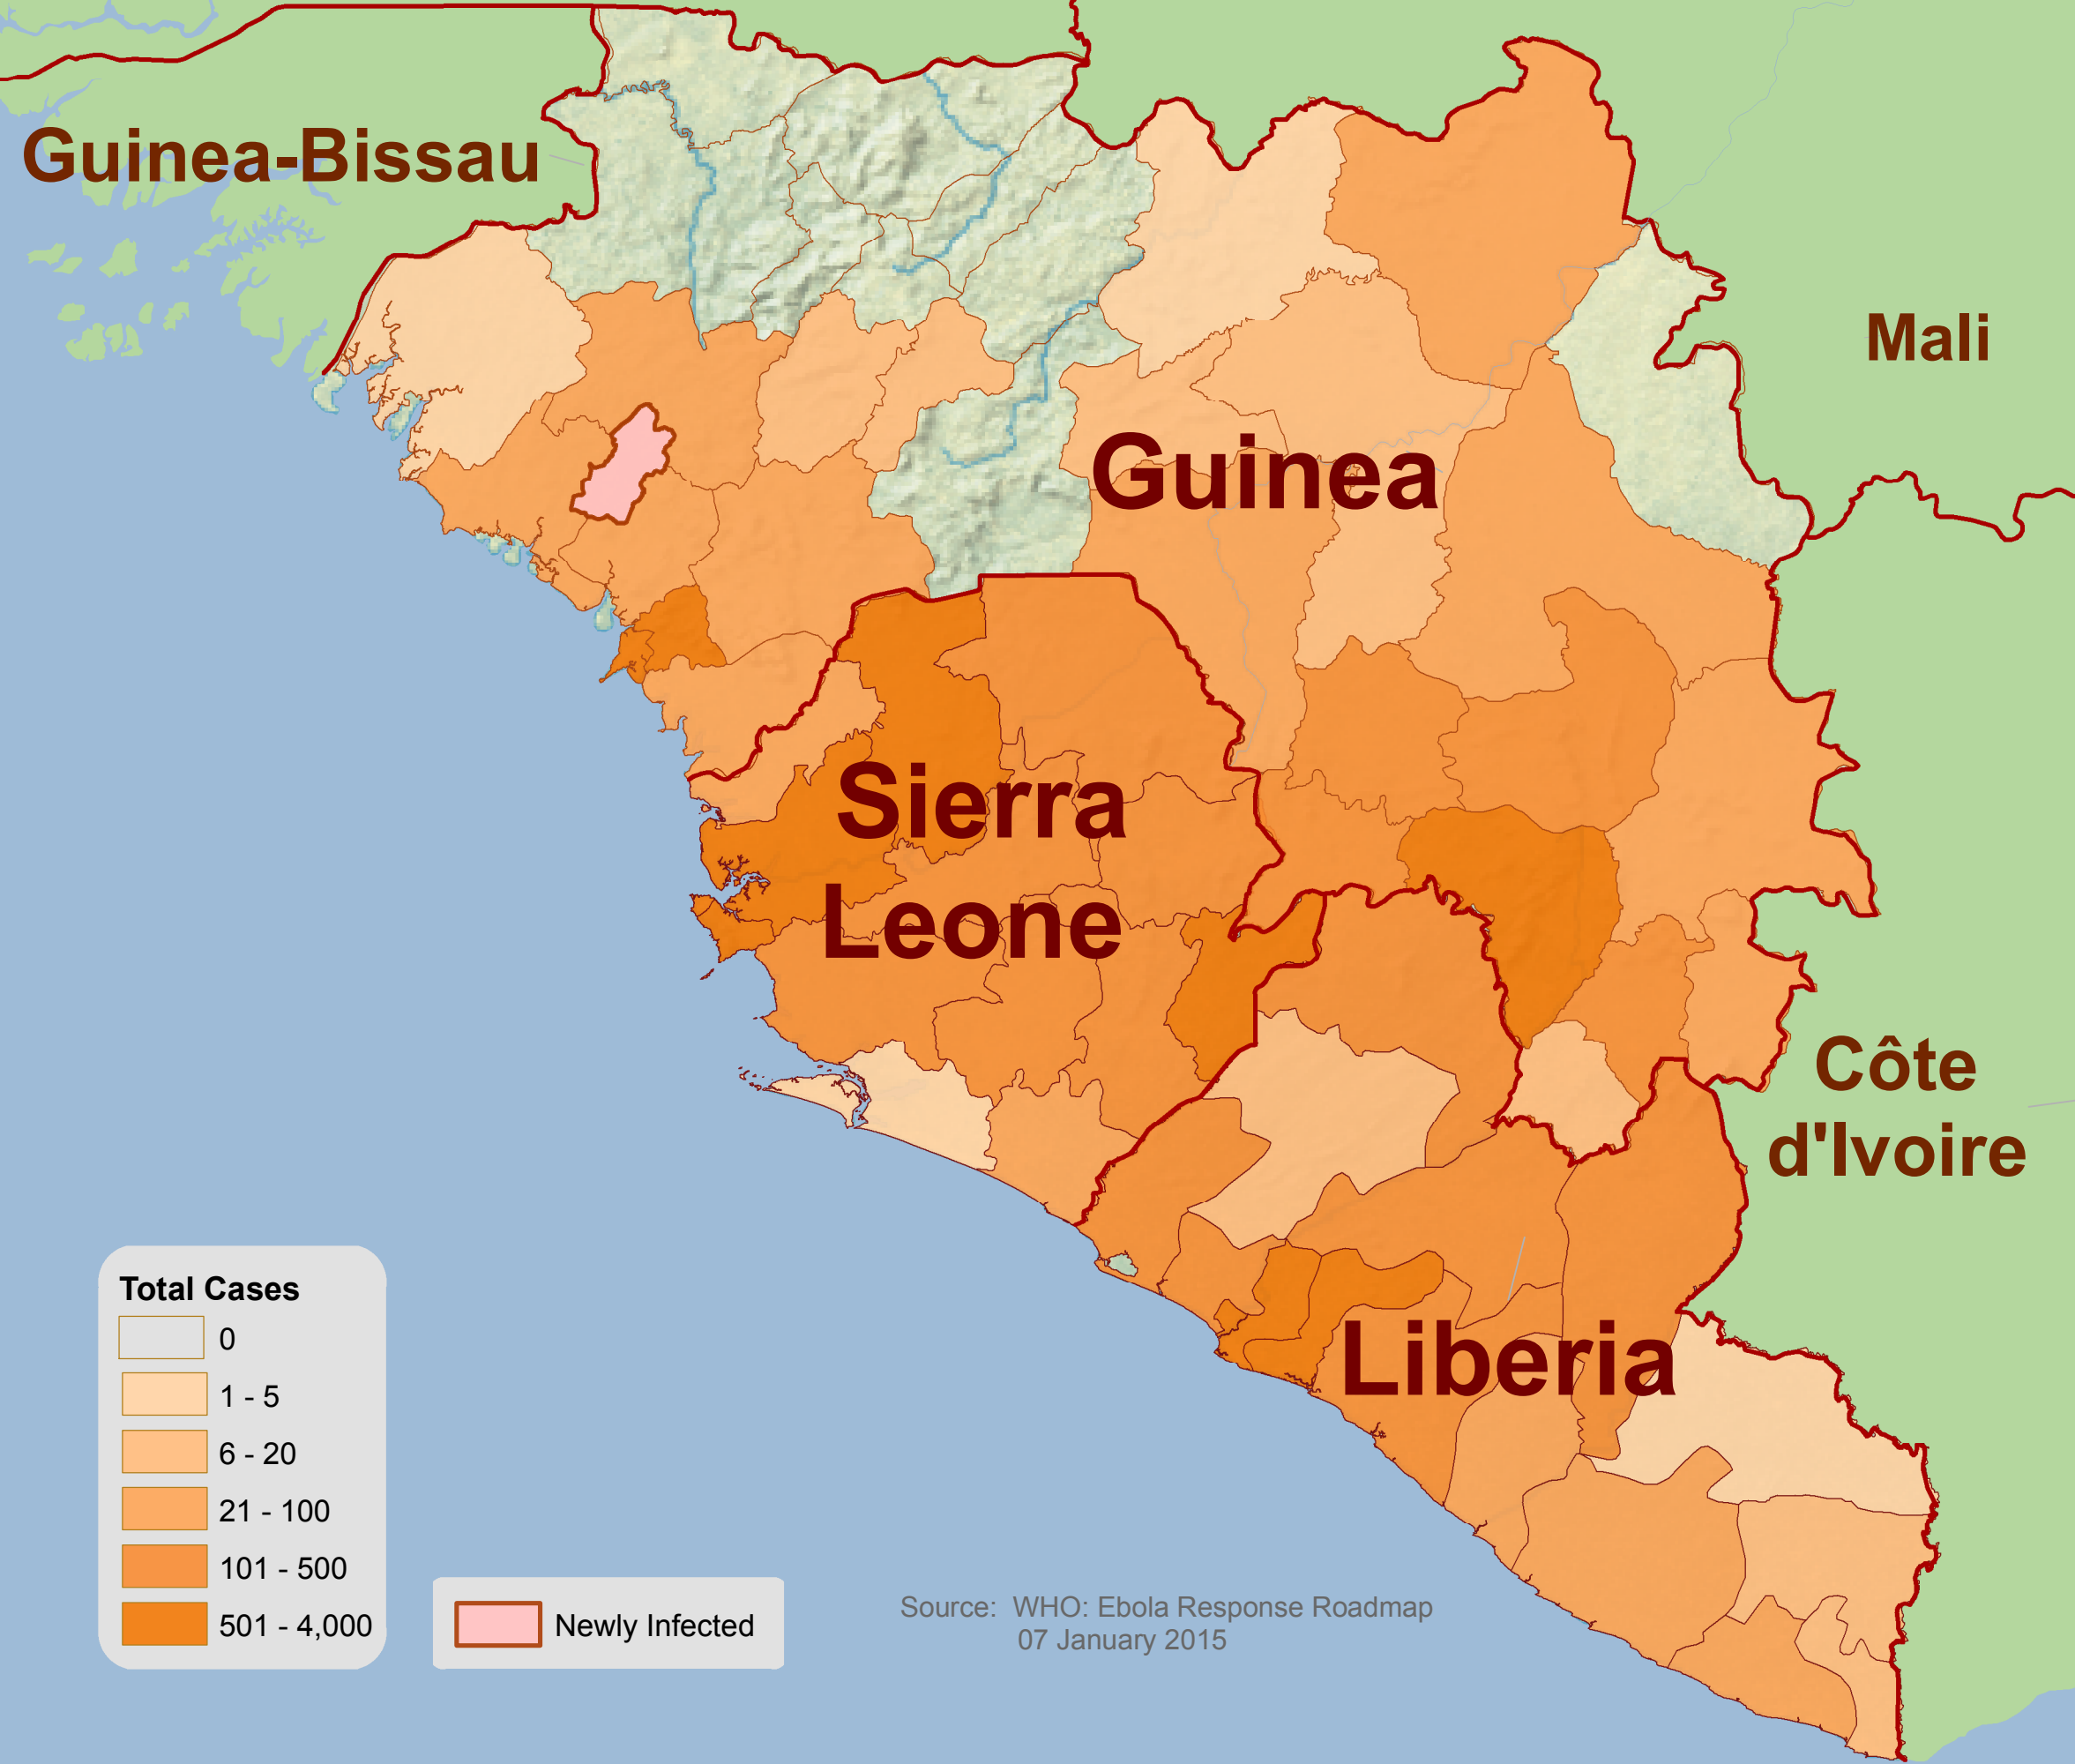 Guinea-Bissau
Mali
Guinea
Sierra
Leone
Côte
d'Ivoire
Liberia
Total Cases
0
1 - 5
6 - 20
21 - 100
101 - 500
501 - 4,000
Newly Infected
Source: WHO: Ebola Response Roadmap
07 January 2015